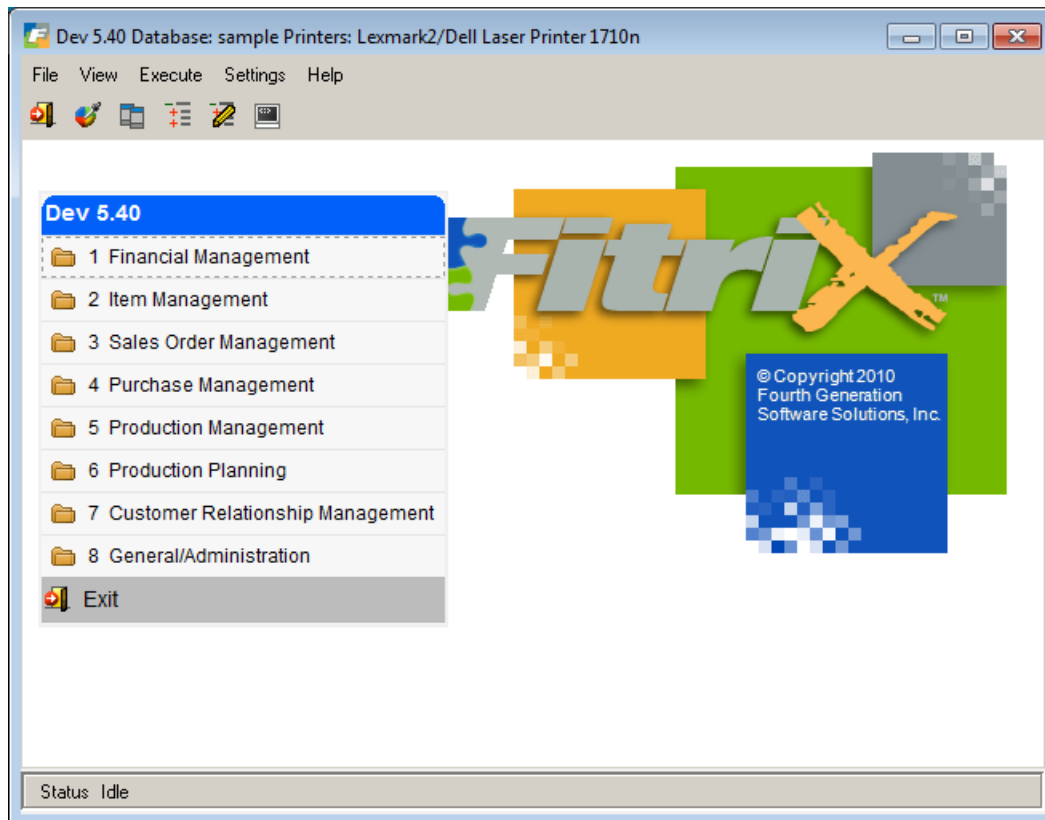 Dev 5.40 Database: sample Printers: Lexmark2/Dell Laser Printer 1710n
File View Execute Settings Help
Dev 5.40
1 Financial Management
2 Item Management
3 Sales Order Management
4 Purchase Management
5 Production Management
6 Production Planning
7 Customer Relationship Management
8 General/Administration
Exit
Fitrix
TM
© Copyright 2010
Fourth Generation
Software Solutions, Inc.
Status Idle